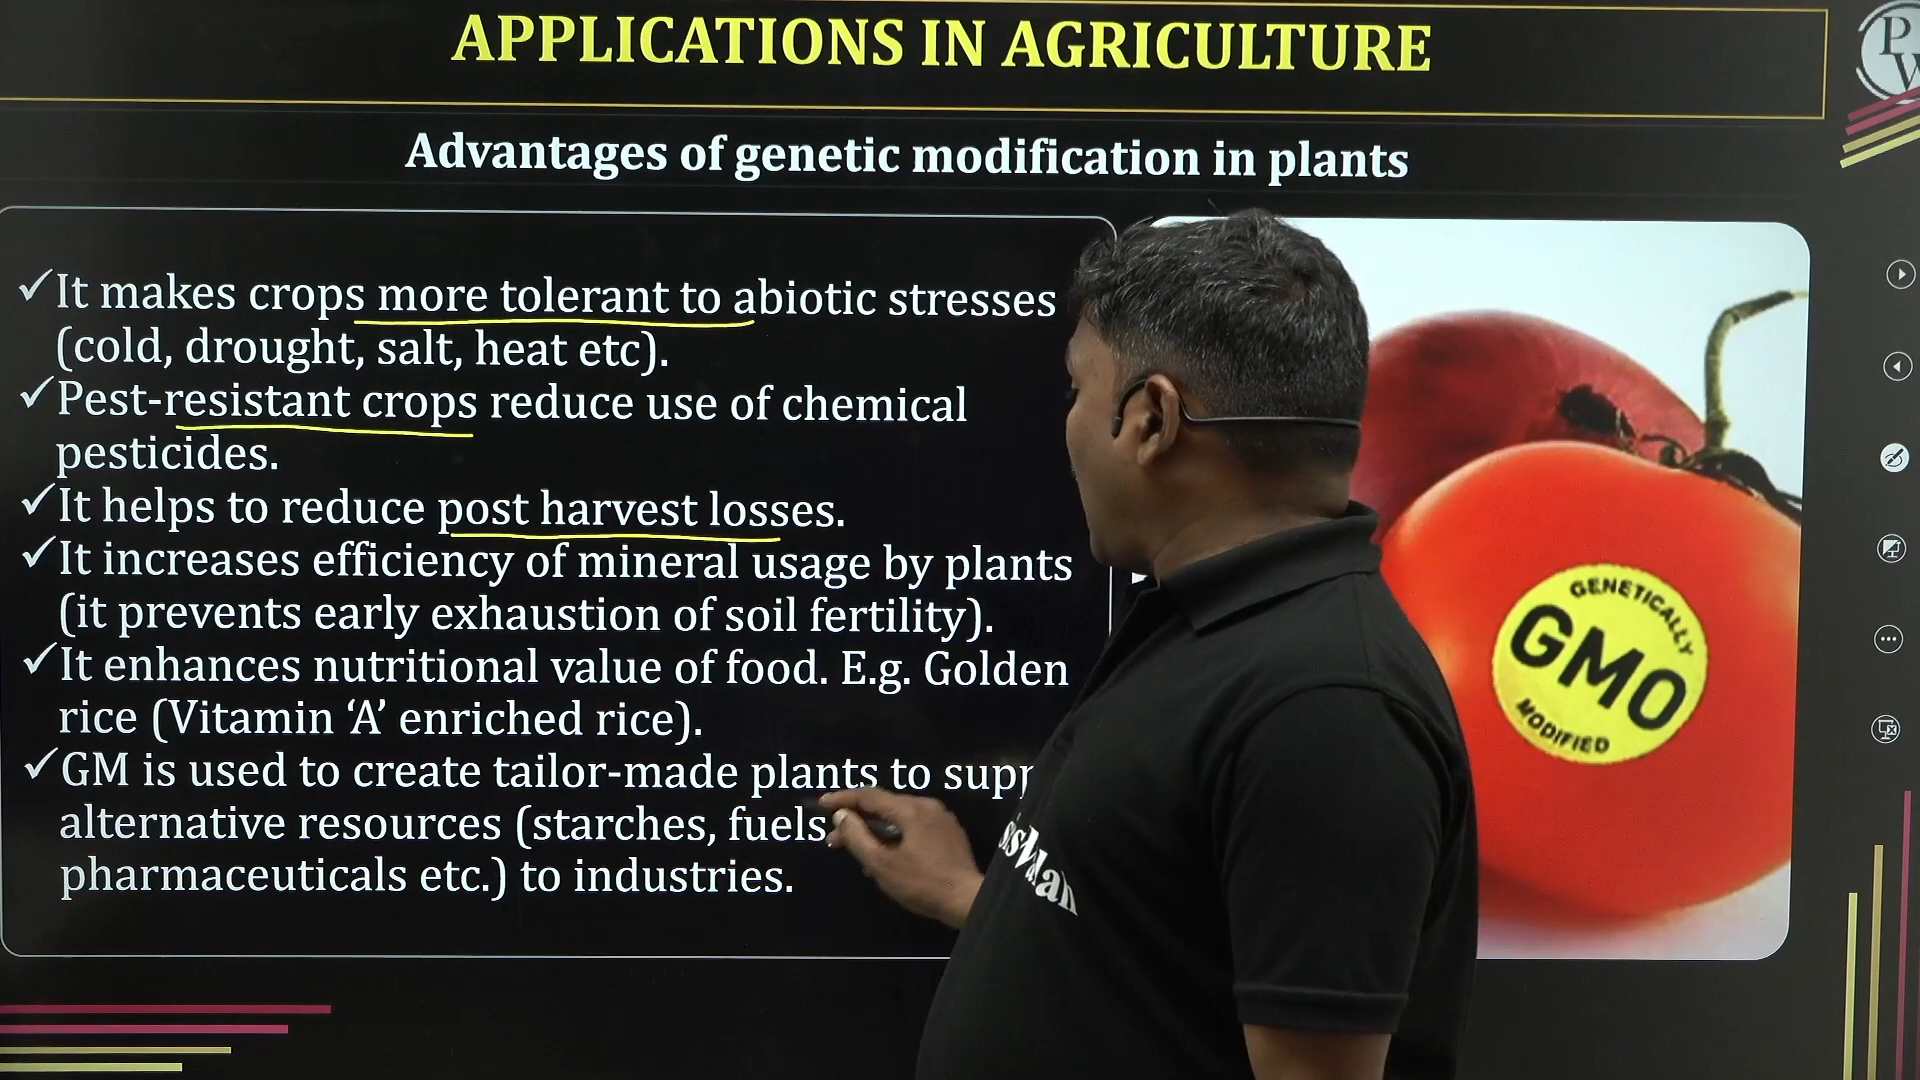 APPLICATIONS IN AGRICULTURE
PW
Advantages of genetic modification in plants
✓It makes crops more tolerant to abiotic stresses
(cold, drought, salt, heat etc).
✓Pest-resistant crops reduce use of chemical
pesticides.
✓It helps to reduce post harvest losses.
✓It increases efficiency of mineral usage by plants
(it prevents early exhaustion of soil fertility).
✓It enhances nutritional value of food. E.g. Golden
rice (Vitamin ‘A’ enriched rice).
✓GM is used to create tailor-made plants to
alternative resources (starches, fuels
pharmaceuticals etc.) to industries.
GENETICALLY
GMO
MODIFIED